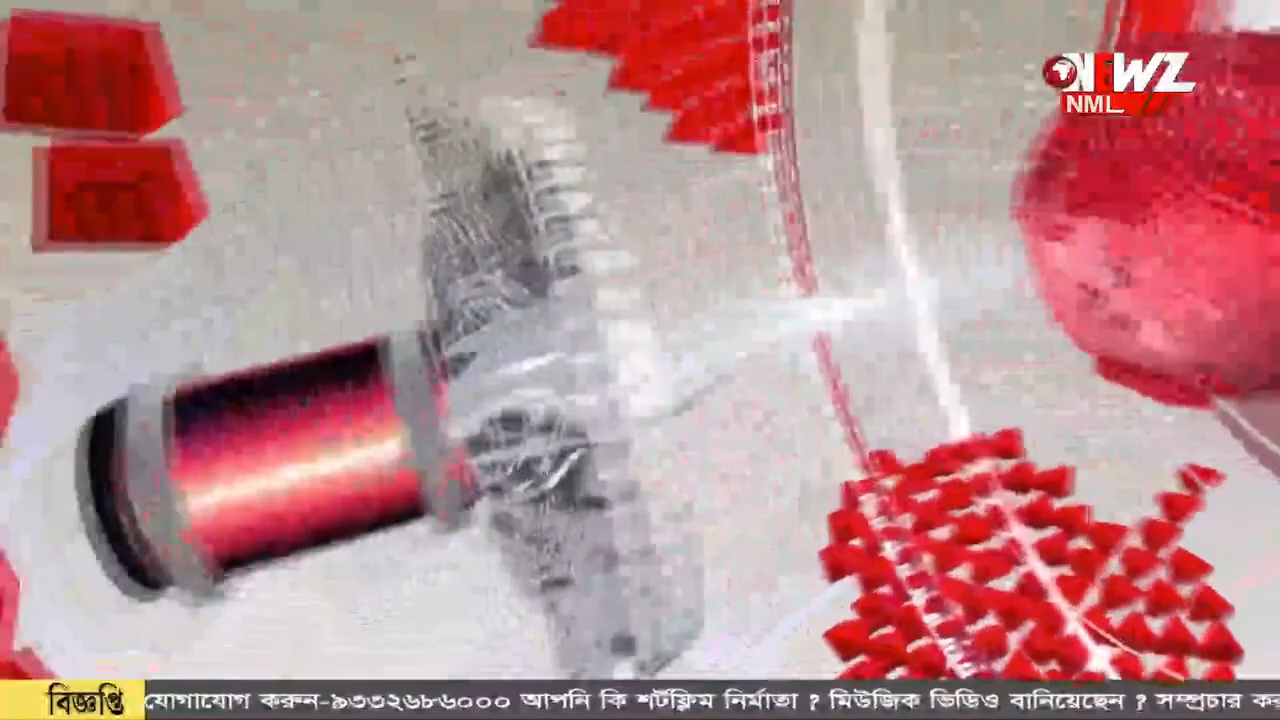 NEWZ
NML
বিজ্ঞপ্তি
যোগাযোগ করুন-৯৩৩২৬৮৬০০০ আপনি কি শর্টফ্লিম নির্মাতা ? মিউজিক ভিডিও বানিয়েছেন ? সম্প্রচার